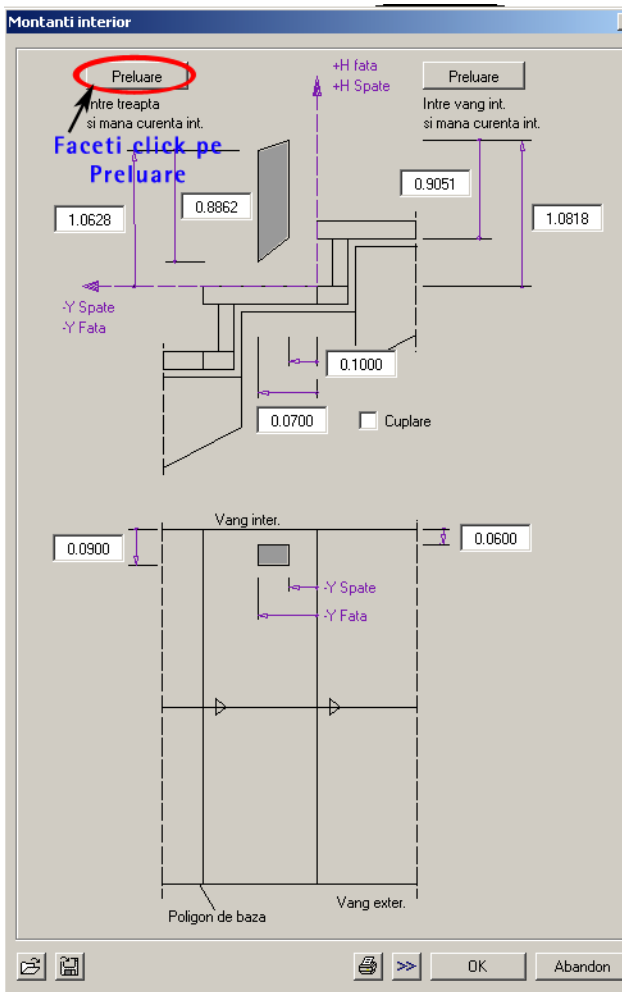 Montanti interior
Preluare
Intre treapta
si mana curenta int.
Faceti click pe
Preluare
+H fata
+H Spate
Preluare
Intre vang int.
si mana curenta int.
1.0628
0.8862
0.9051
1.0818
-Y Spate
-Y Fata
0.1000
0.0700
Cuplare
Vang inter.
0.0900
0.0600
-Y Spate
-Y Fata
Poligon de baza
Vang exter.
>>
OK
Abandon